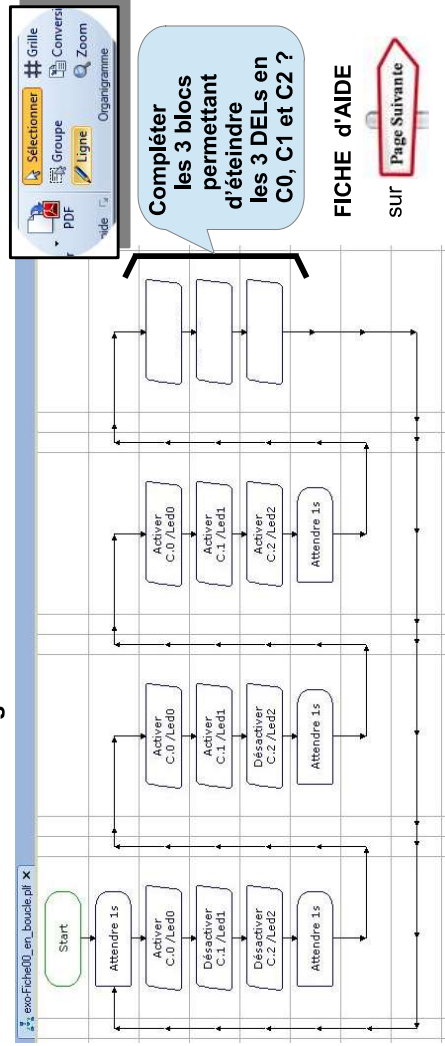 exo-Fiche00_en_boucle.plf ×
Start
Attendre 1s
Activer
C.0 /Led0
Désactiver
C.1 /Led1
Désactiver
C.2 /Led2
Attendre 1s
Activer
C.0 /Led0
Activer
C.1 /Led1
Désactiver
C.2 /Led2
Attendre 1s
Activer
C.0 /Led0
Activer
C.1 /Led1
Activer
C.2 /Led2
Attendre 1s
PDF
Sélectionner
Groupe
Ligne
Grille
Conversi
Zoom
Organigramme
Compléter
les 3 blocs
permettant
d'éteindre
les 3 DELs en
C0, C1 et C2 ?
FICHE d'AIDE
sur
Page Suivante